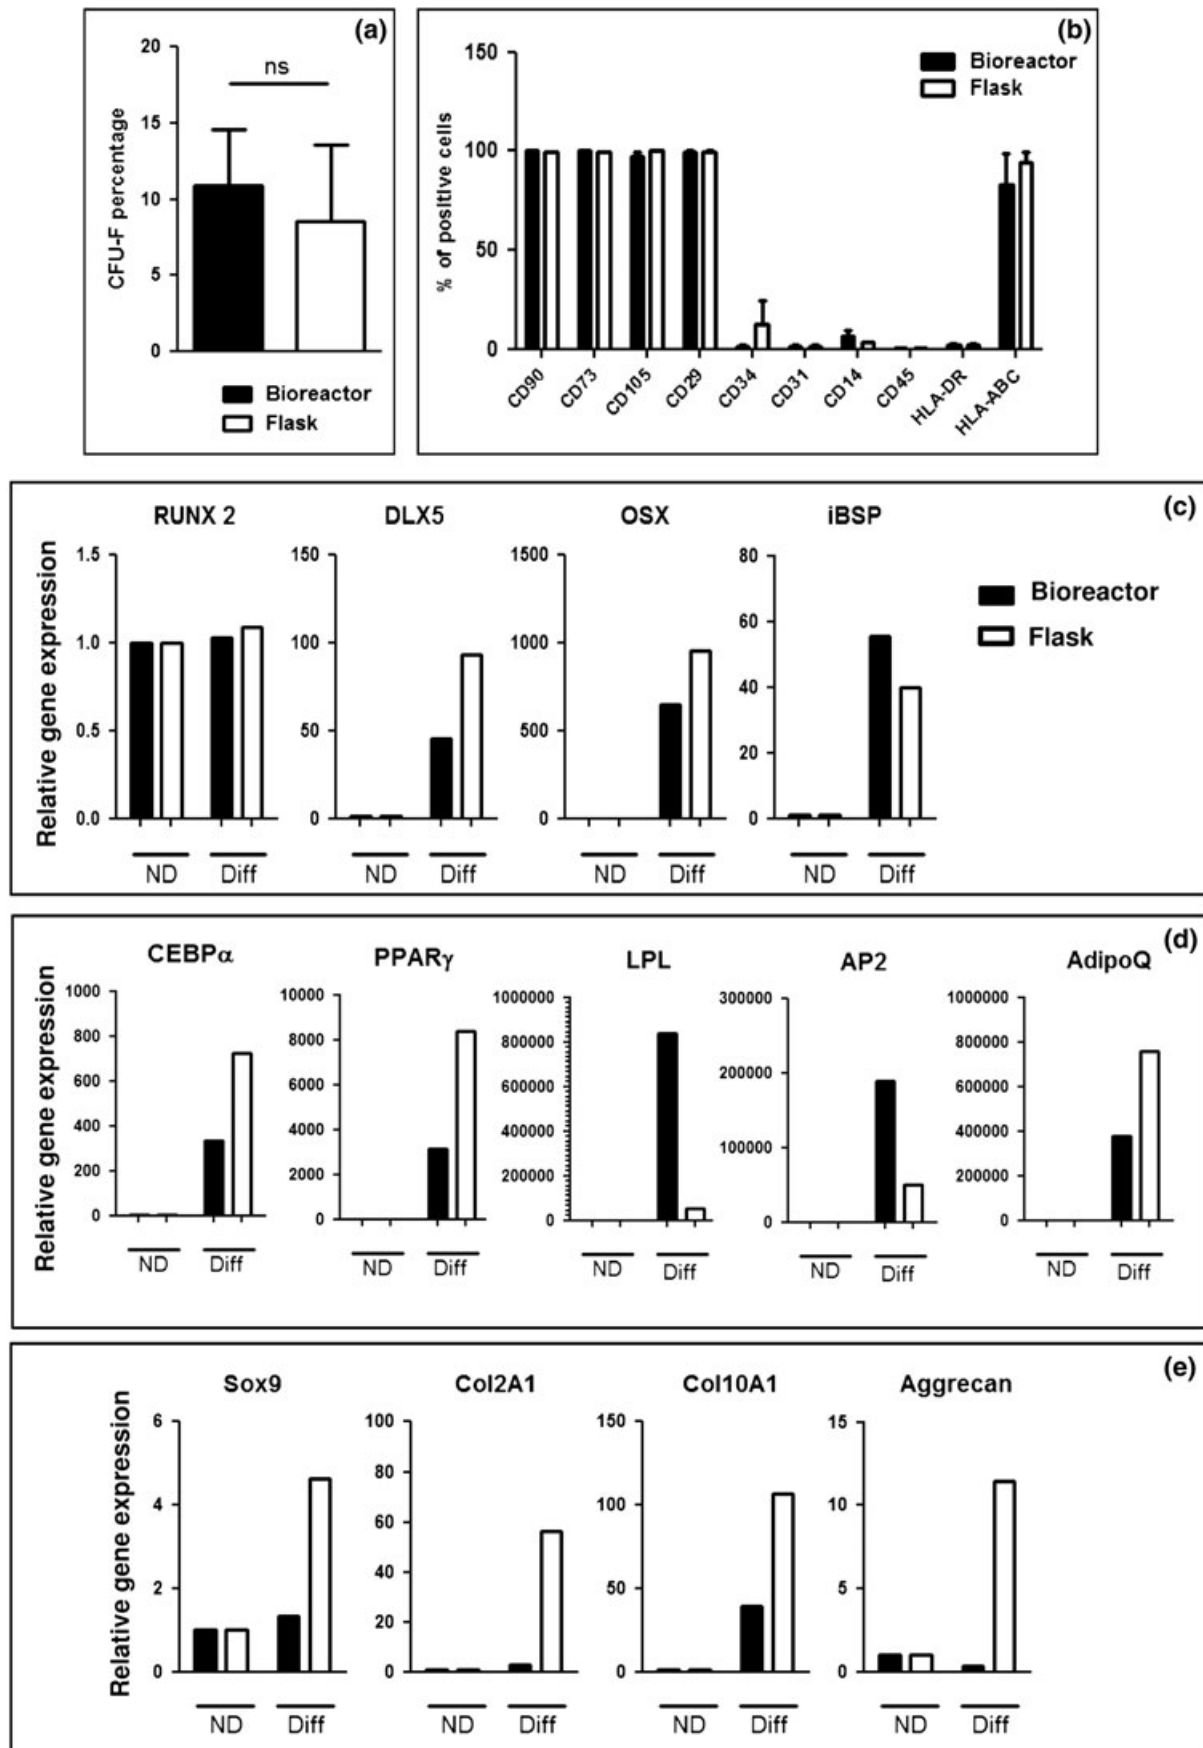 (a)
20
15
10
5
0
CFU-F percentage
ns
Bioreactor
Flask
(b)
150
100
50
0
% of positive cells
Bioreactor
Flask
CD90
CD73
CD105
CD29
CD34
CD31
CD14
CD45
HLA-DR
HLA-ABC
(c)
Relative gene expression
RUNX 2
1.5
1.0
0.5
0.0
ND Diff
DLX5
150
100
50
0
ND Diff
OSX
1500
1000
500
0
ND Diff
iBSP
80
60
40
20
0
ND Diff
Bioreactor
Flask
(d)
Relative gene expression
CEBPα
1000
800
600
400
200
0
ND Diff
PPARγ
10000
8000
6000
4000
2000
0
ND Diff
LPL
1000000
800000
600000
400000
200000
0
ND Diff
AP2
300000
200000
100000
0
ND Diff
AdipoQ
1000000
800000
600000
400000
200000
0
ND Diff
(e)
Relative gene expression
Sox9
6
4
2
0
ND Diff
Col2A1
100
80
60
40
20
0
ND Diff
Col10A1
150
100
50
0
ND Diff
Aggrecan
15
10
5
0
ND Diff